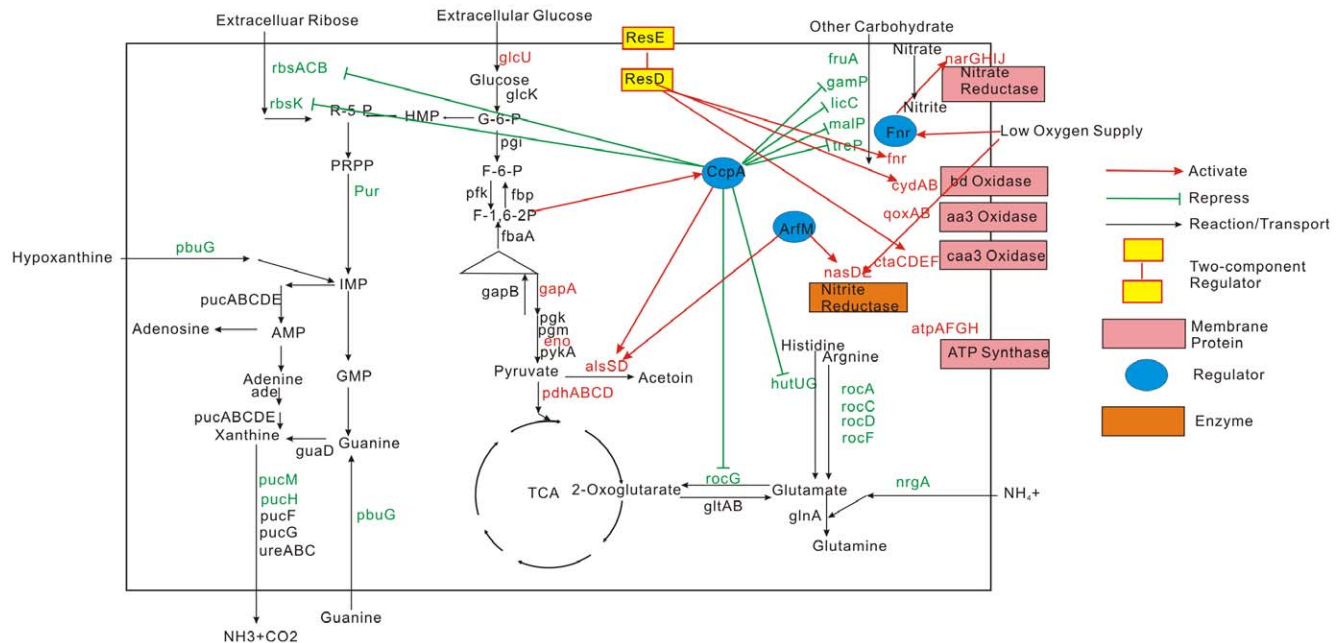 Extracelluar Ribose
Extracellular Glucose
Other Carbohydrate
ResE
Nitrate
glcU
fruA
narGHIJ
rbsACB
ResD
Nitrate
Reductase
Glucose
gamP
glcK
rbsK
licC
Nitrite
R-5-P
HMP
G-6-P
malP
Fnr
Low Oxygen Supply
pgi
treP
fnr
PRPP
F-6-P
CcpA
cydAB
bd Oxidase
Activate
Pur
pfk
fbp
Repress
F-1,6-2P
qoxAB
aa3 Oxidase
Reaction/Transport
fbaA
ArfM
pbuG
ctaCDEF
caa3 Oxidase
Hypoxanthine
nasDE
Two-component
Regulator
IMP
gapB
gapA
Nitrite
Reductase
pucABCDE
pgk
pgm
atpAFGH
Membrane
Protein
Adenosine
AMP
eno
Histidine
pykA
Argnine
ATP Synthase
Pyruvate
alsSD
Acetoin
Regulator
Adenine
GMP
hutUG
ade
pdhABCD
rocA
rocC
rocD
rocF
pucABCDE
Enzyme
Xanthine
Guanine
guaD
pucM
pucH
pucF
pucG
ureABC
pbuG
TCA
2-Oxoglutarate
rocG
Glutamate
nrgA
NH4+
gltAB
glnA
Glutamine
Guanine
NH3+CO2